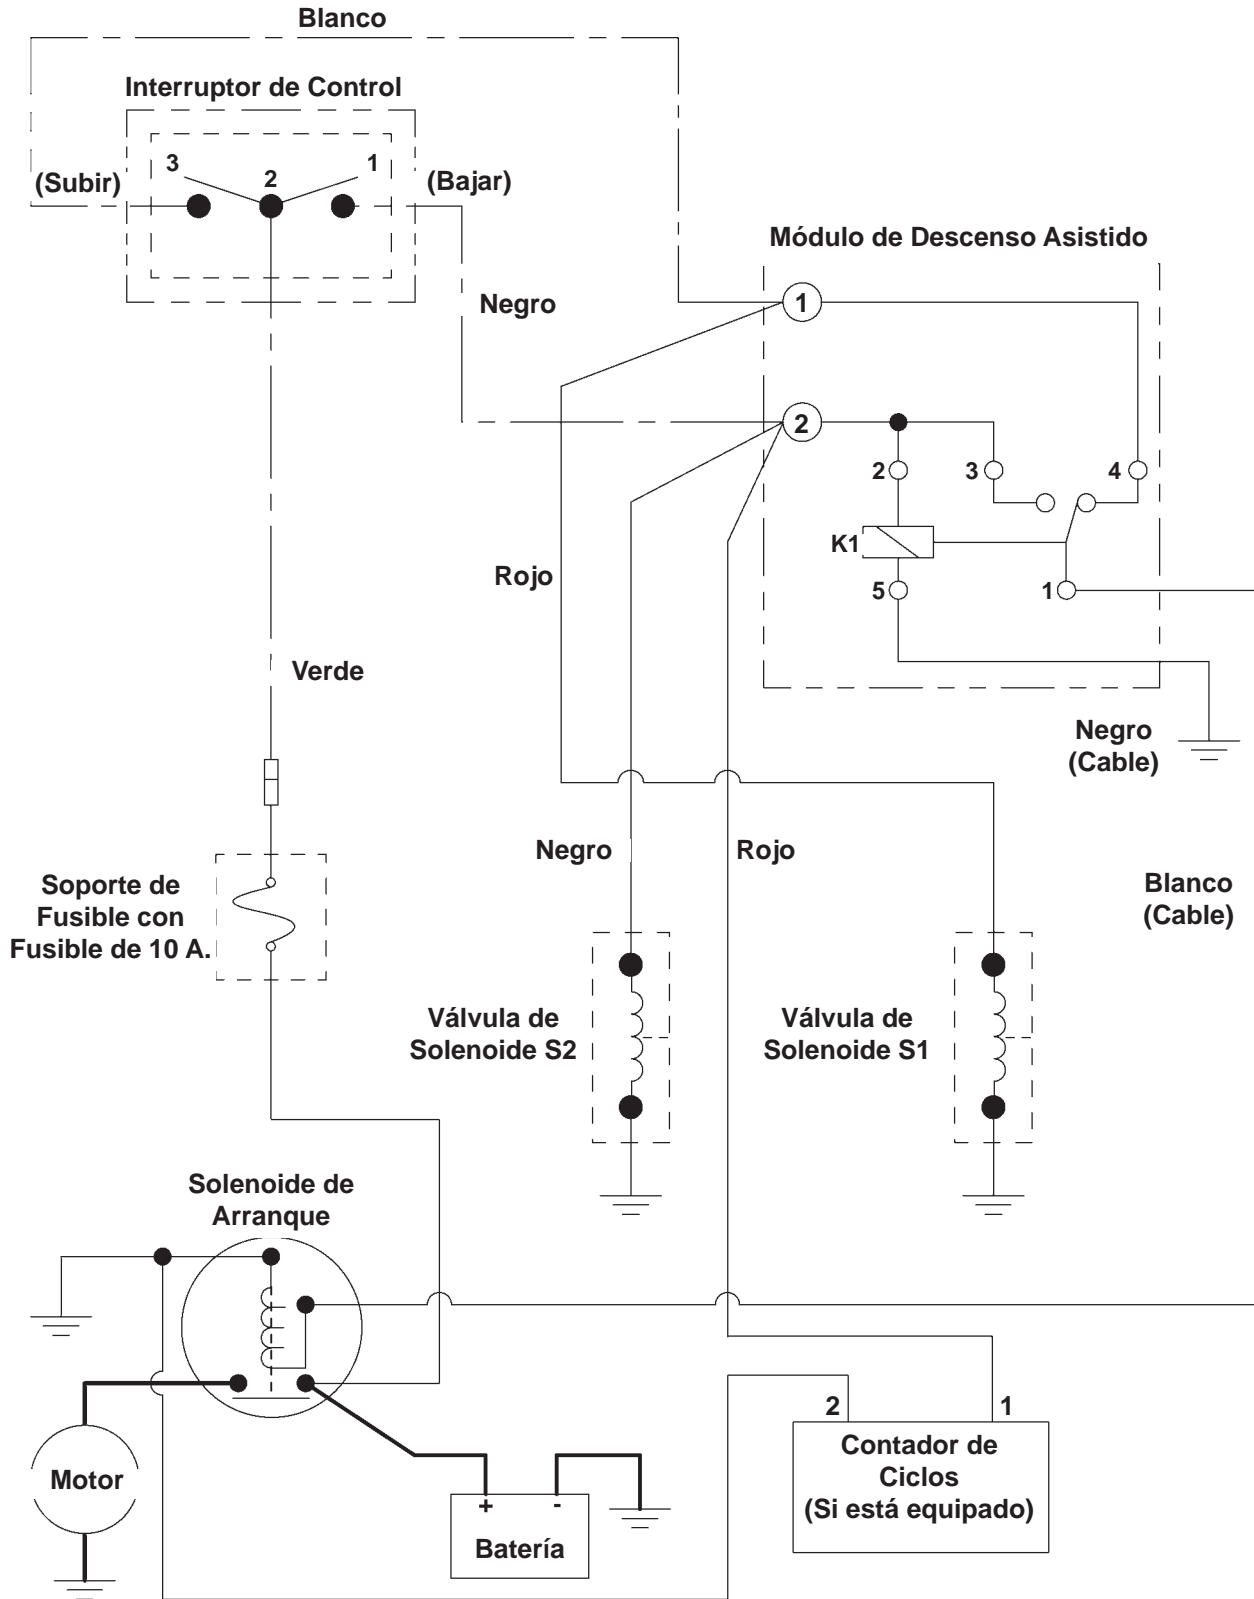 Blanco
Interruptor de Control
3
1
2
(Subir)
(Bajar)
Módulo de Descenso Asistido
Negro
1
2
2
3
4
K1
Rojo
5
1
Verde
Negro
(Cable)
Negro
Rojo
Soporte de
Fusible con
Fusible de 10 A.
Blanco
(Cable)
Válvula de
Solenoide S2
Válvula de
Solenoide S1
Solenoide de
Arranque
2
1
Contador de
Ciclos
(Si está equipado)
Motor
+
-
Batería